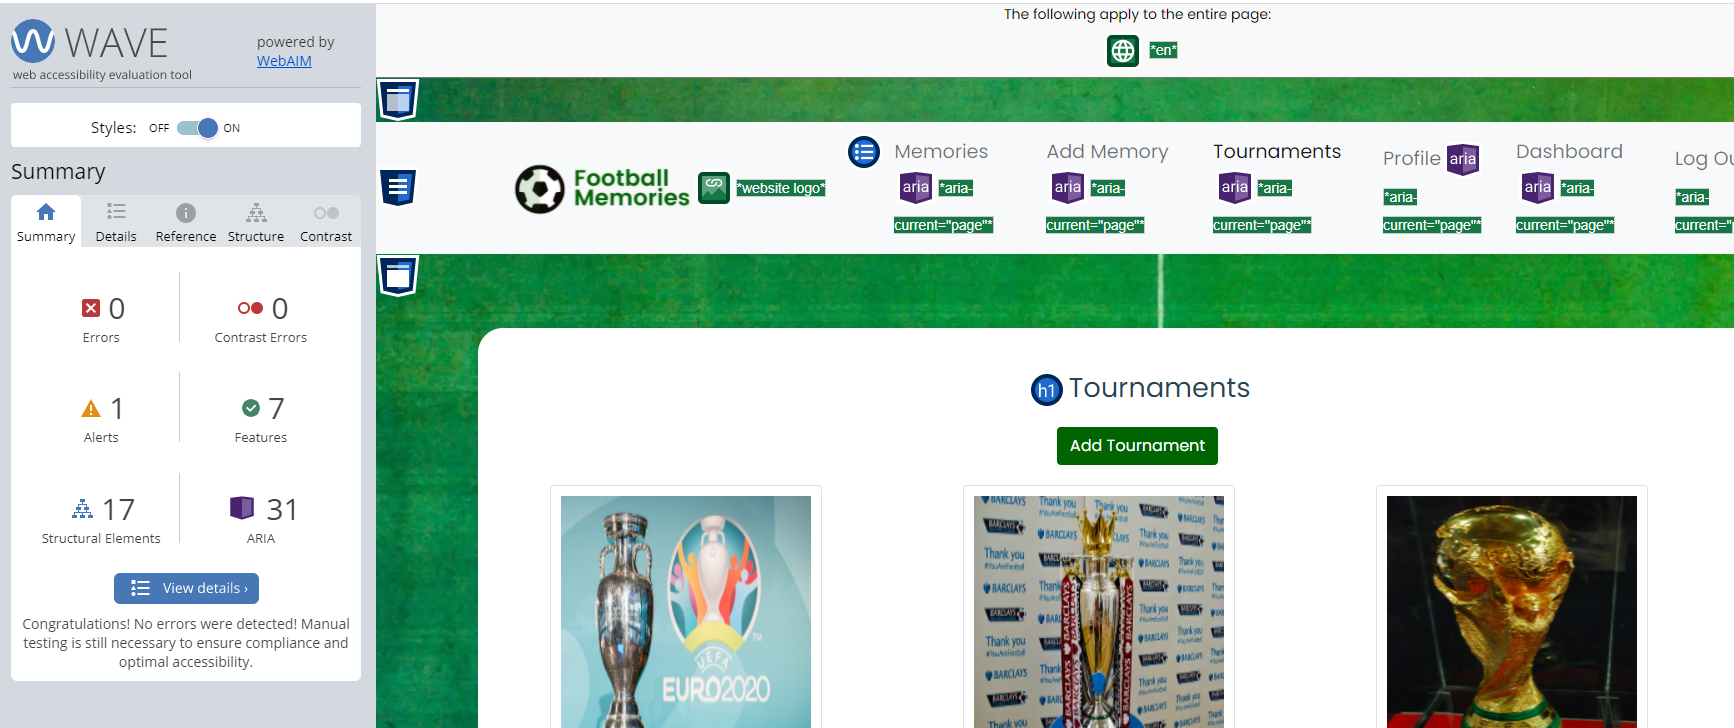 WAVE
web accessibility evaluation tool
powered by
WebAIM
Styles: OFF ON
Summary
Summary Details Reference Structure Contrast
0 Errors
0 Contrast Errors
1 Alerts
7 Features
17 Structural Elements
31 ARIA
View details ›
Congratulations! No errors were detected! Manual
testing is still necessary to ensure compliance and
optimal accessibility.
The following apply to the entire page:
*en*
Football
Memories
*website logo*
Memories
aria *aria-
current="page"*
Add Memory
aria *aria-
current="page"*
Tournaments
aria *aria-
current="page"*
Profile aria
*aria-
current="page"*
Dashboard
aria *aria-
current="page"*
Log Ou
*aria-
current="
h1 Tournaments
Add Tournament
UEFA
EURO2020
TM
BARCLAYS
Thank you
#YouAreFootball